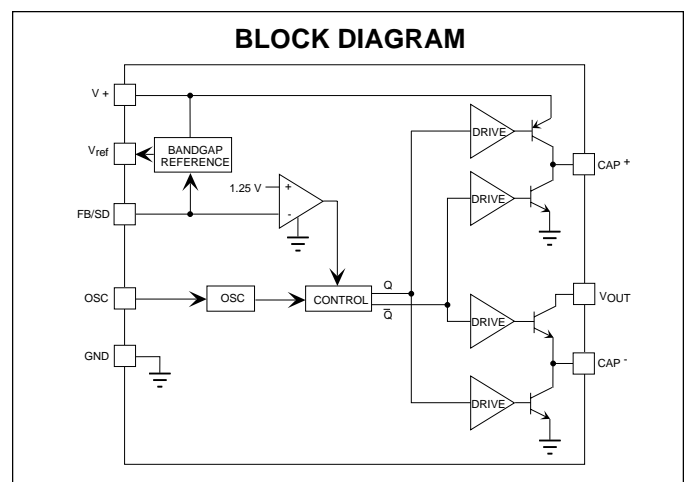 BLOCK DIAGRAM
V +
DRIVE
Vref
BANDGAP
REFERENCE
CAP +
1.25 V
+
DRIVE
FB/SD
-
OSC
OSC
CONTROL
Q
Q̅
VOUT
DRIVE
GND
CAP -
DRIVE